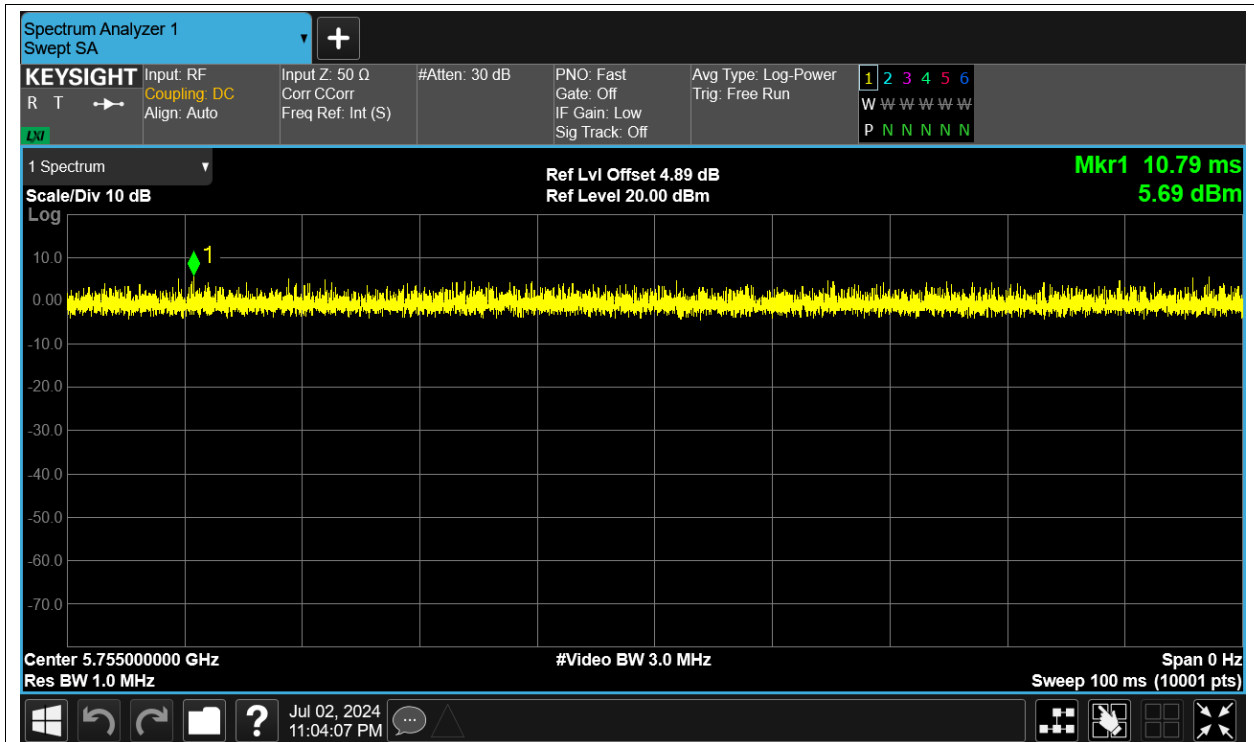 Spectrum Analyzer 1
Swept SA
KEYSIGHT
R T
LXI
Input: RF
Coupling: DC
Align: Auto
Input Z: 50 Ω
Corr CCorr
Freq Ref: Int (S)
#Atten: 30 dB
PNO: Fast
Gate: Off
IF Gain: Low
Sig Track: Off
Avg Type: Log-Power
Trig: Free Run
1 2 3 4 5 6
W W W W W W
P N N N N N
1 Spectrum
Scale/Div 10 dB
Ref Lvl Offset 4.89 dB
Ref Level 20.00 dBm
Mkr1 10.79 ms
5.69 dBm
Log
1
10.0
0.00
-10.0
-20.0
-30.0
-40.0
-50.0
-60.0
-70.0
Center 5.755000000 GHz
#Video BW 3.0 MHz
Span 0 Hz
Res BW 1.0 MHz
Sweep 100 ms (10001 pts)
?
Jul 02, 2024
11:04:07 PM